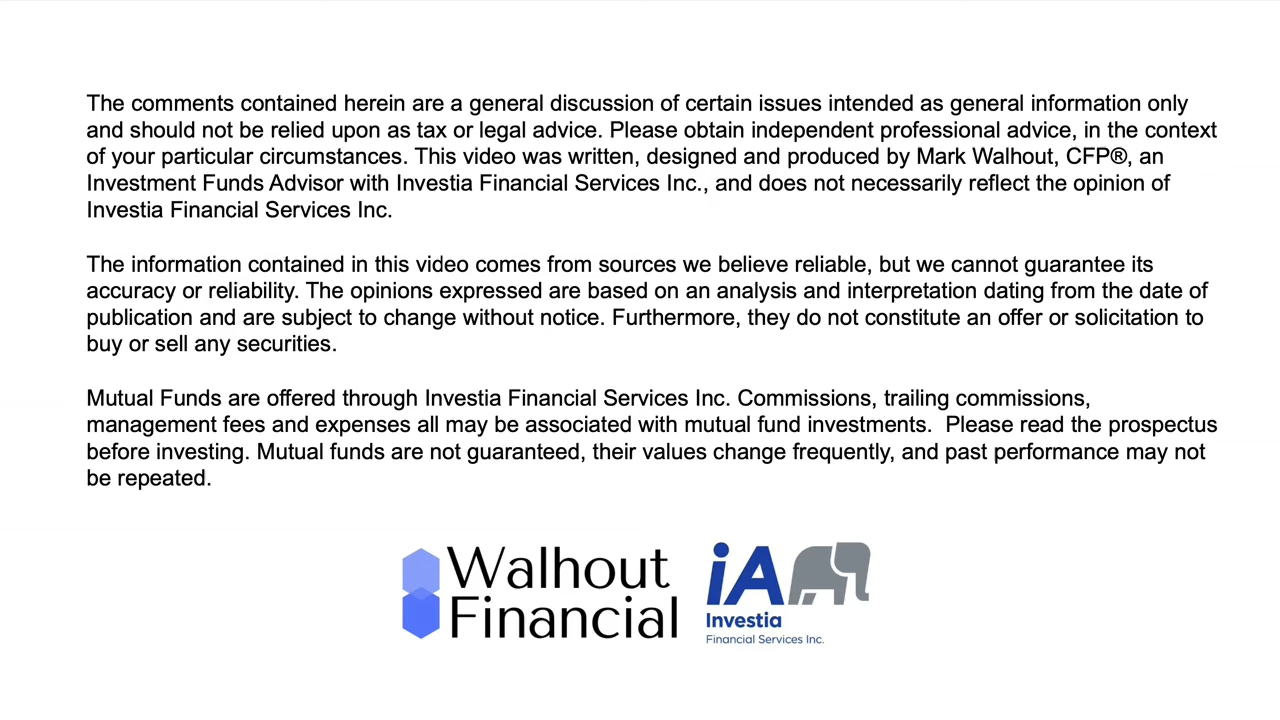 The comments contained herein are a general discussion of certain issues intended as general information only
and should not be relied upon as tax or legal advice. Please obtain independent professional advice, in the context
of your particular circumstances. This video was written, designed and produced by Mark Walhout, CFP®, an
Investment Funds Advisor with Investia Financial Services Inc., and does not necessarily reflect the opinion of
Investia Financial Services Inc.
The information contained in this video comes from sources we believe reliable, but we cannot guarantee its
accuracy or reliability. The opinions expressed are based on an analysis and interpretation dating from the date of
publication and are subject to change without notice. Furthermore, they do not constitute an offer or solicitation to
buy or sell any securities.
Mutual Funds are offered through Investia Financial Services Inc. Commissions, trailing commissions,
management fees and expenses all may be associated with mutual fund investments.  Please read the prospectus
before investing. Mutual funds are not guaranteed, their values change frequently, and past performance may not
be repeated.
Walhout
Financial
iA
Investia
Financial Services Inc.